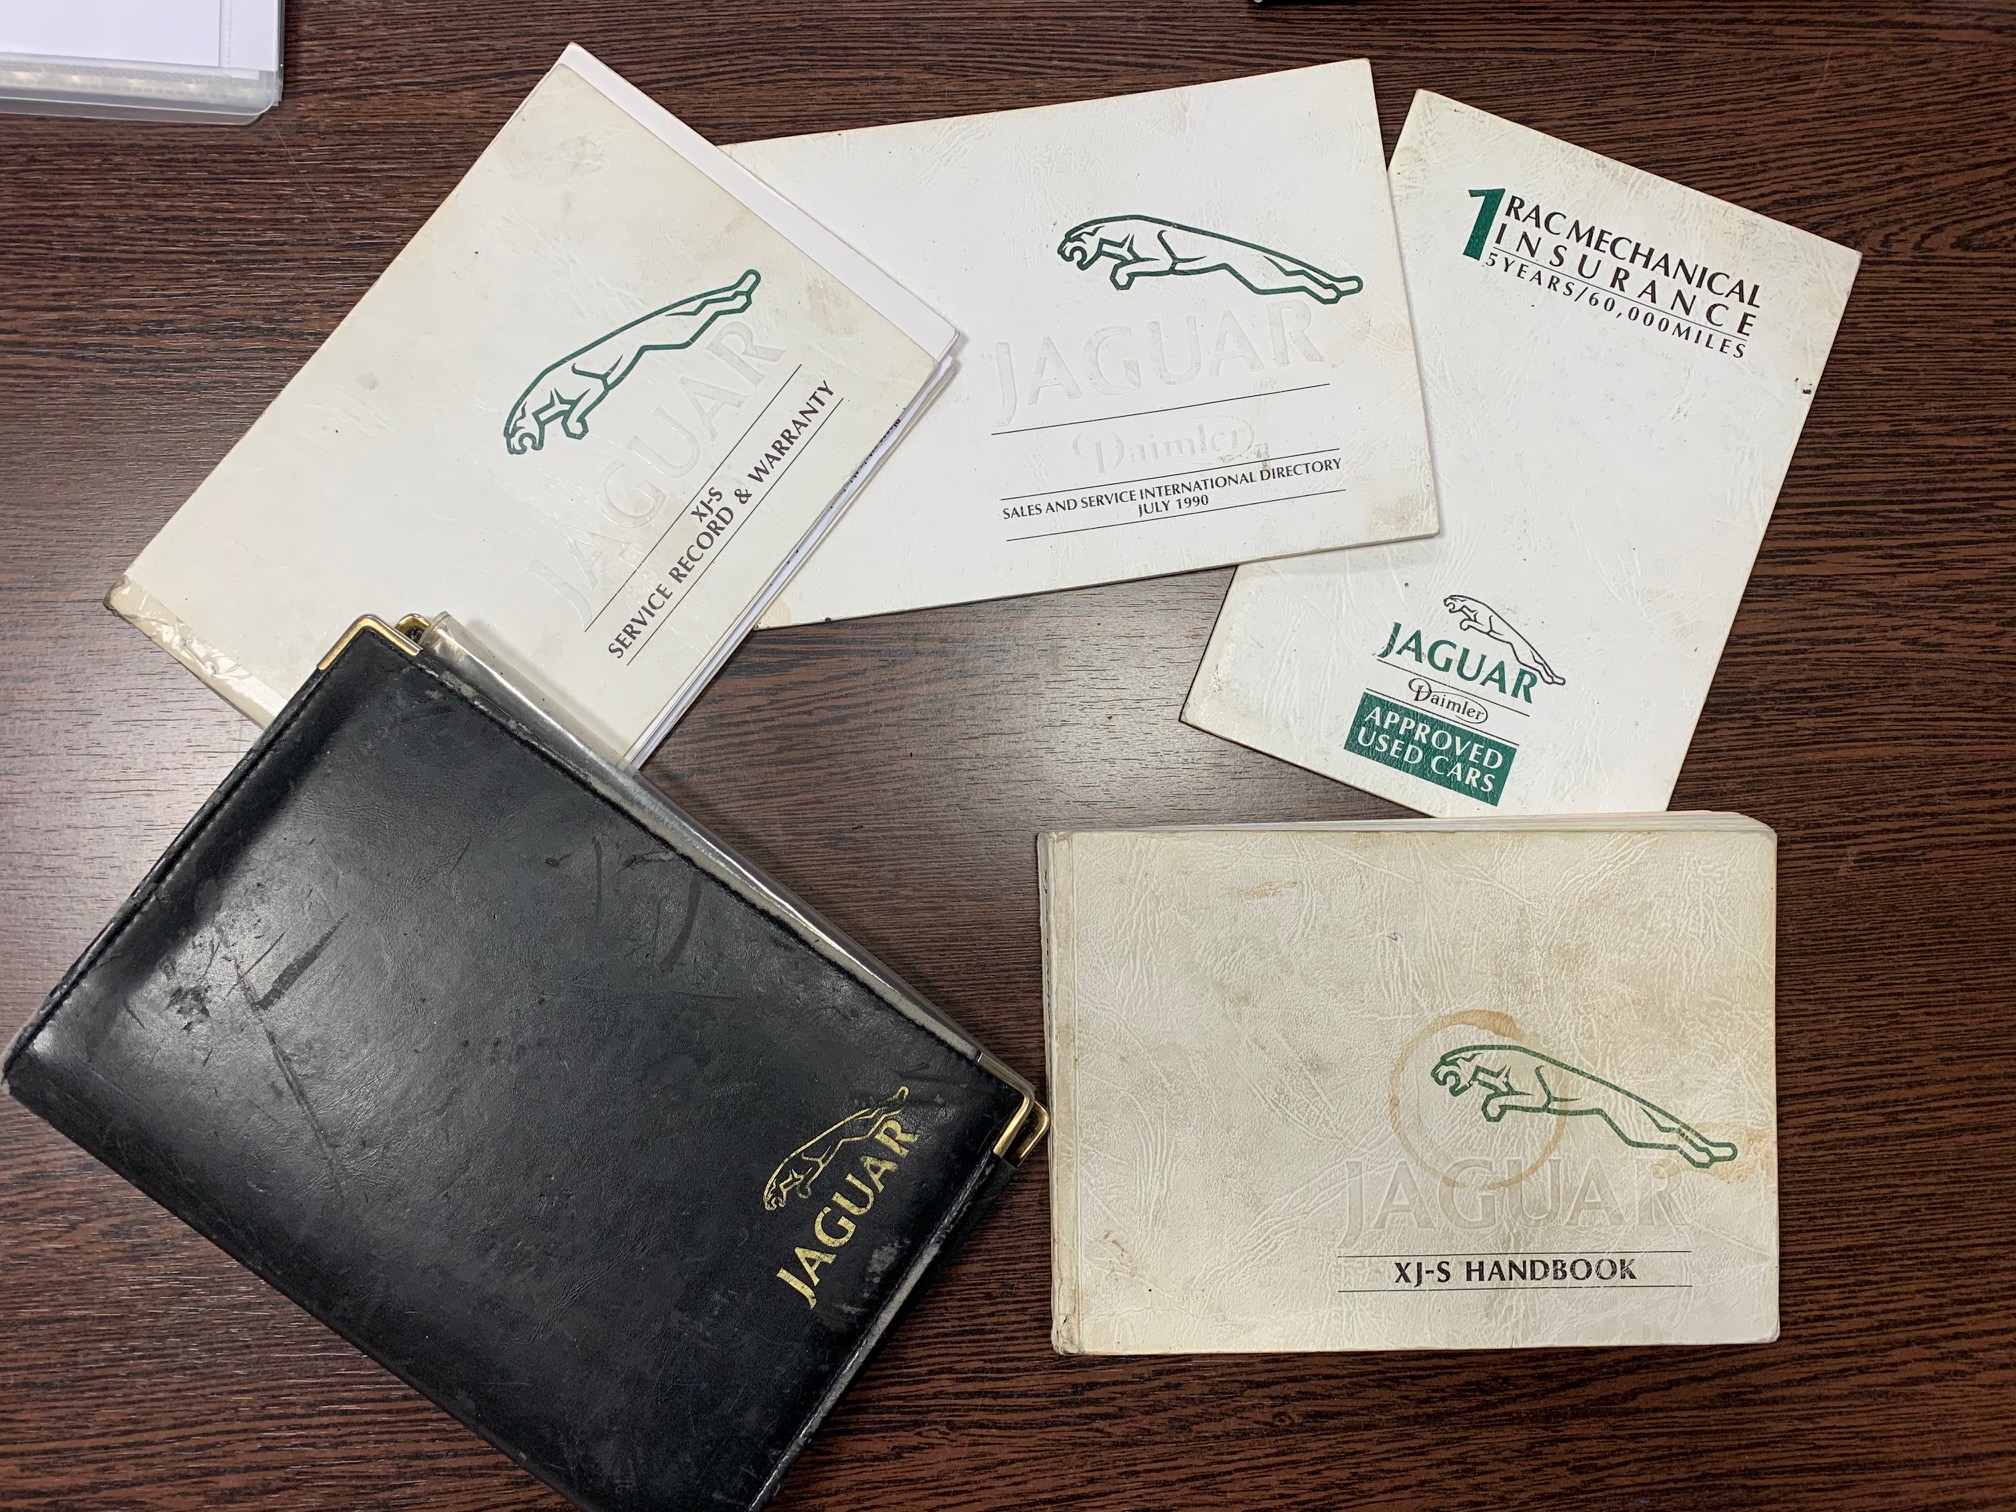 JAGUAR
XJ-S
SERVICE RECORD & WARRANTY
JAGUAR
Daimler
SALES AND SERVICE INTERNATIONAL DIRECTORY
JULY 1990
1 RAC MECHANICAL
INSURANCE
5 YEARS/60,000 MILES
JAGUAR
Daimler
APPROVED
USED CARS
JAGUAR
JAGUAR
XJ-S HANDBOOK